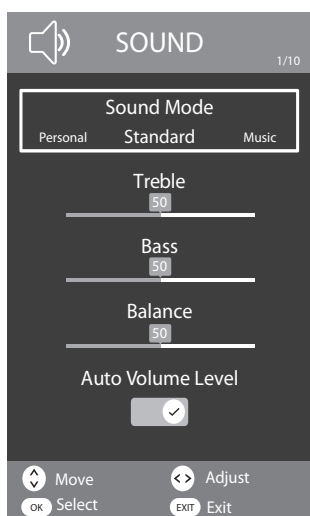 SOUND
1/10
Sound Mode
Personal Standard Music
Treble
50
Bass
50
Balance
50
Auto Volume Level
Move Adjust
OK Select EXIT Exit